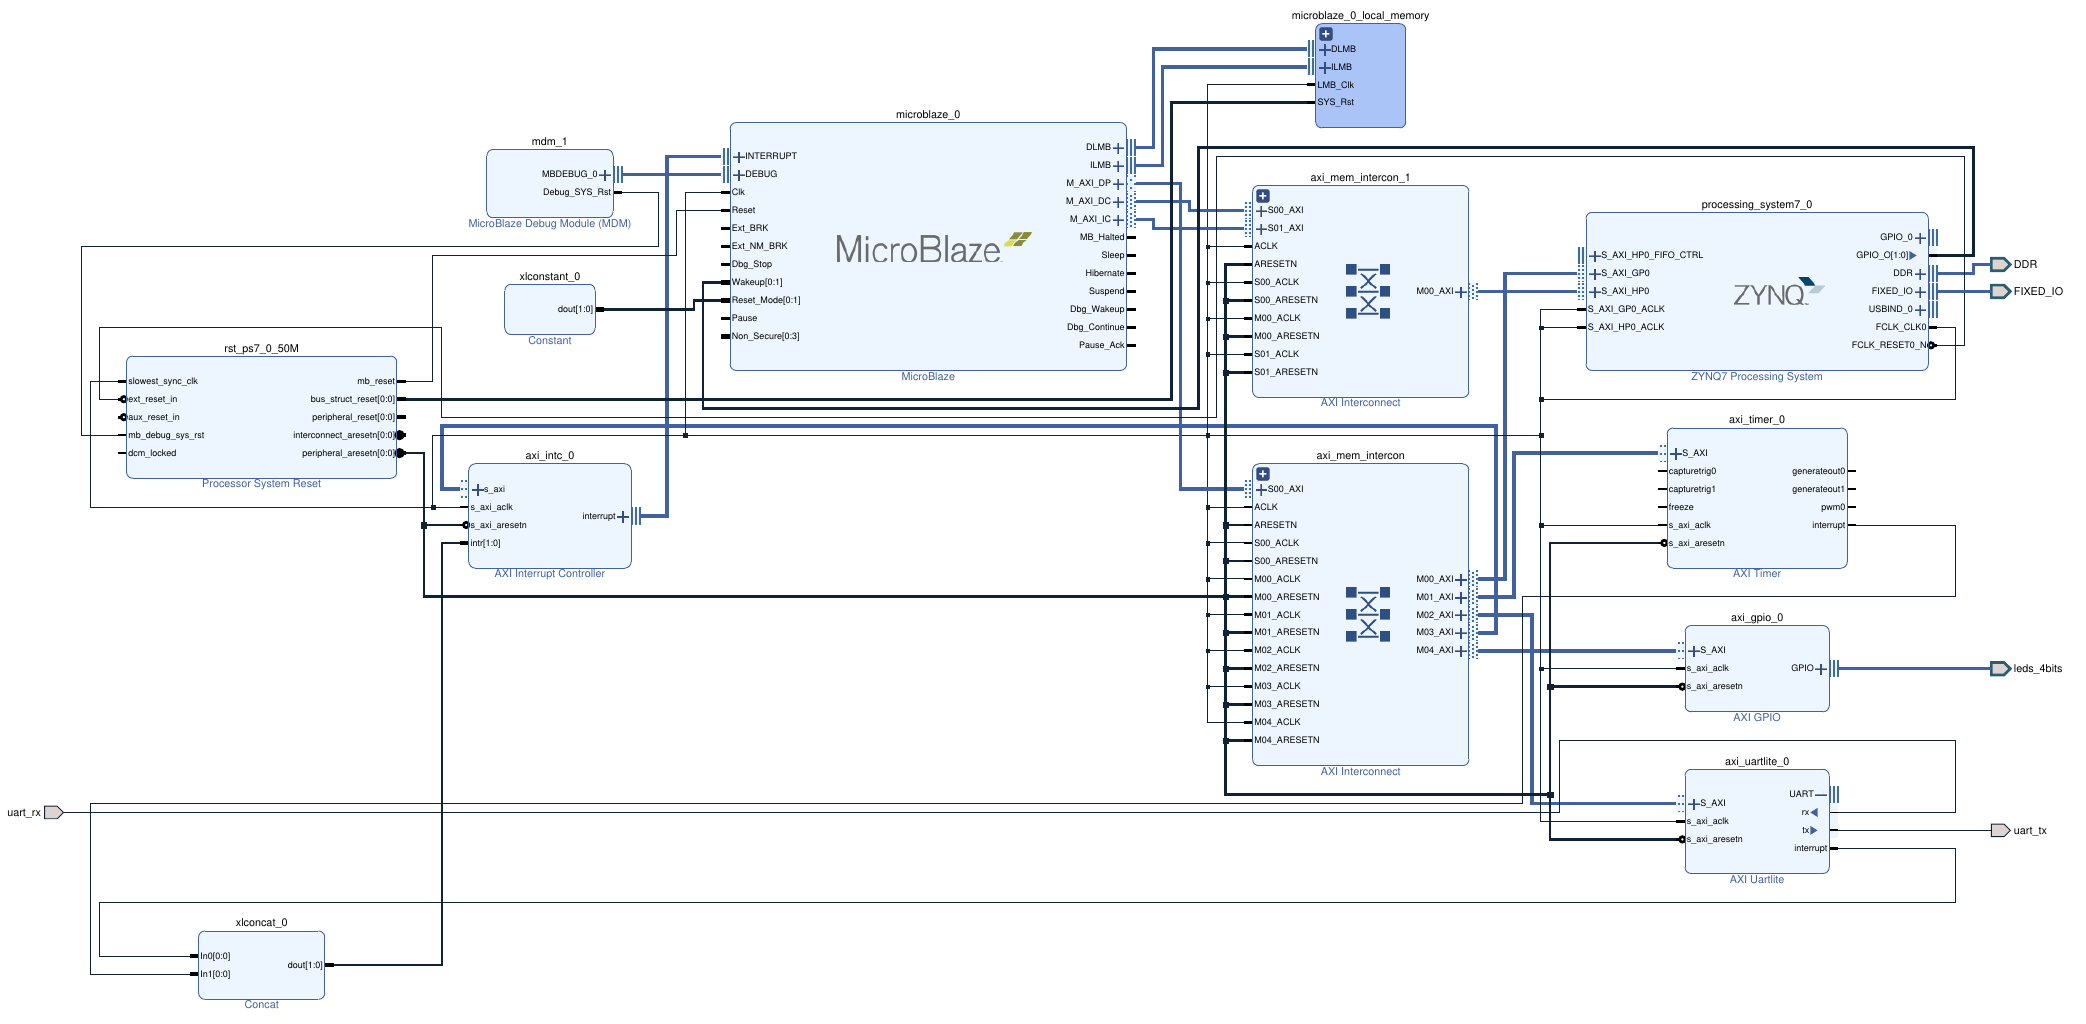 microblaze_0_local_memory
DLMB
ILMB
LMB_Clk
SYS_Rst
microblaze_0
INTERRUPT
DEBUG
Clk
Reset
Ext_BRK
Ext_NM_BRK
Dbg_Stop
Wakeup[0:1]
Reset_Mode[0:1]
Pause
Non_Secure[0:3]
MicroBlaze
DLMB
ILMB
M_AXI_DP
M_AXI_DC
M_AXI_IC
MB_Halted
Sleep
Hibernate
Suspend
Dbg_Wakeup
Dbg_Continue
Pause_Ack
MicroBlaze
mdm_1
MBDEBUG_0
Debug_SYS_Rst
MicroBlaze Debug Module (MDM)
xlconstant_0
dout[1:0]
Constant
rst_ps7_0_50M
slowest_sync_clk
ext_reset_in
aux_reset_in
mb_debug_sys_rst
dcm_locked
mb_reset
bus_struct_reset[0:0]
peripheral_reset[0:0]
interconnect_aresetn[0:0]
peripheral_aresetn[0:0]
Processor System Reset
axi_intc_0
s_axi
s_axi_aclk
s_axi_aresetn
intr[1:0]
interrupt
AXI Interrupt Controller
axi_mem_intercon_1
S00_AXI
S01_AXI
ACLK
ARESETN
S00_ACLK
S00_ARESETN
M00_ACLK
M00_ARESETN
S01_ACLK
S01_ARESETN
M00_AXI
AXI Interconnect
processing_system7_0
S_AXI_HP0_FIFO_CTRL
S_AXI_GP0
S_AXI_HP0
S_AXI_GP0_ACLK
S_AXI_HP0_ACLK
ZYNQ
GPIO_0
GPIO_O[1:0]
DDR
FIXED_IO
USBIND_0
FCLK_CLK0
FCLK_RESET0_N
ZYNQ7 Processing System
DDR
FIXED_IO
axi_mem_intercon
S00_AXI
ACLK
ARESETN
S00_ACLK
S00_ARESETN
M00_ACLK
M00_ARESETN
M01_ACLK
M01_ARESETN
M02_ACLK
M02_ARESETN
M03_ACLK
M03_ARESETN
M04_ACLK
M04_ARESETN
M00_AXI
M01_AXI
M02_AXI
M03_AXI
M04_AXI
AXI Interconnect
axi_timer_0
S_AXI
capturetrig0
capturetrig1
freeze
s_axi_aclk
s_axi_aresetn
generateout0
generateout1
pwm0
interrupt
AXI Timer
axi_gpio_0
S_AXI
s_axi_aclk
s_axi_aresetn
GPIO
AXI GPIO
leds_4bits
axi_uartlite_0
S_AXI
s_axi_aclk
s_axi_aresetn
UART
rx
tx
interrupt
AXI Uartlite
uart_tx
uart_rx
xlconcat_0
In0[0:0]
In1[0:0]
dout[1:0]
Concat